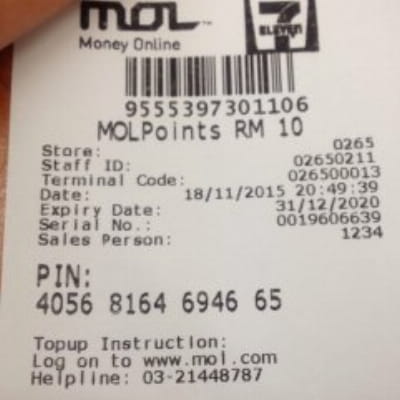 mol™
Money Online
7
ELEVEN
9555397301106
MOLPoints RM 10
Store: 0265
Staff ID: 02650211
Terminal Code: 026500013
Date: 18/11/2015 20:49:39
Expiry Date: 31/12/2020
Serial No.: 0019606639
Sales Person: 1234
PIN:
4056 8164 6946 65
Topup Instruction:
Log on to www.mol.com
Helpline: 03-21448787